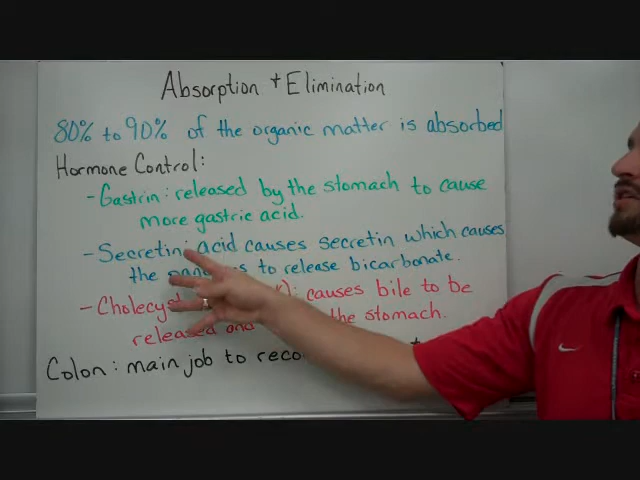 Absorption + Elimination
80% to 90% of the organic matter is absorbed
Hormone Control:
- Gastrin: released by the stomach to cause
more gastric acid.
- Secretin: acid causes secretin which causes
the to release bicarbonate.
- : causes bile to be
released the stomach.
Colon: main job to